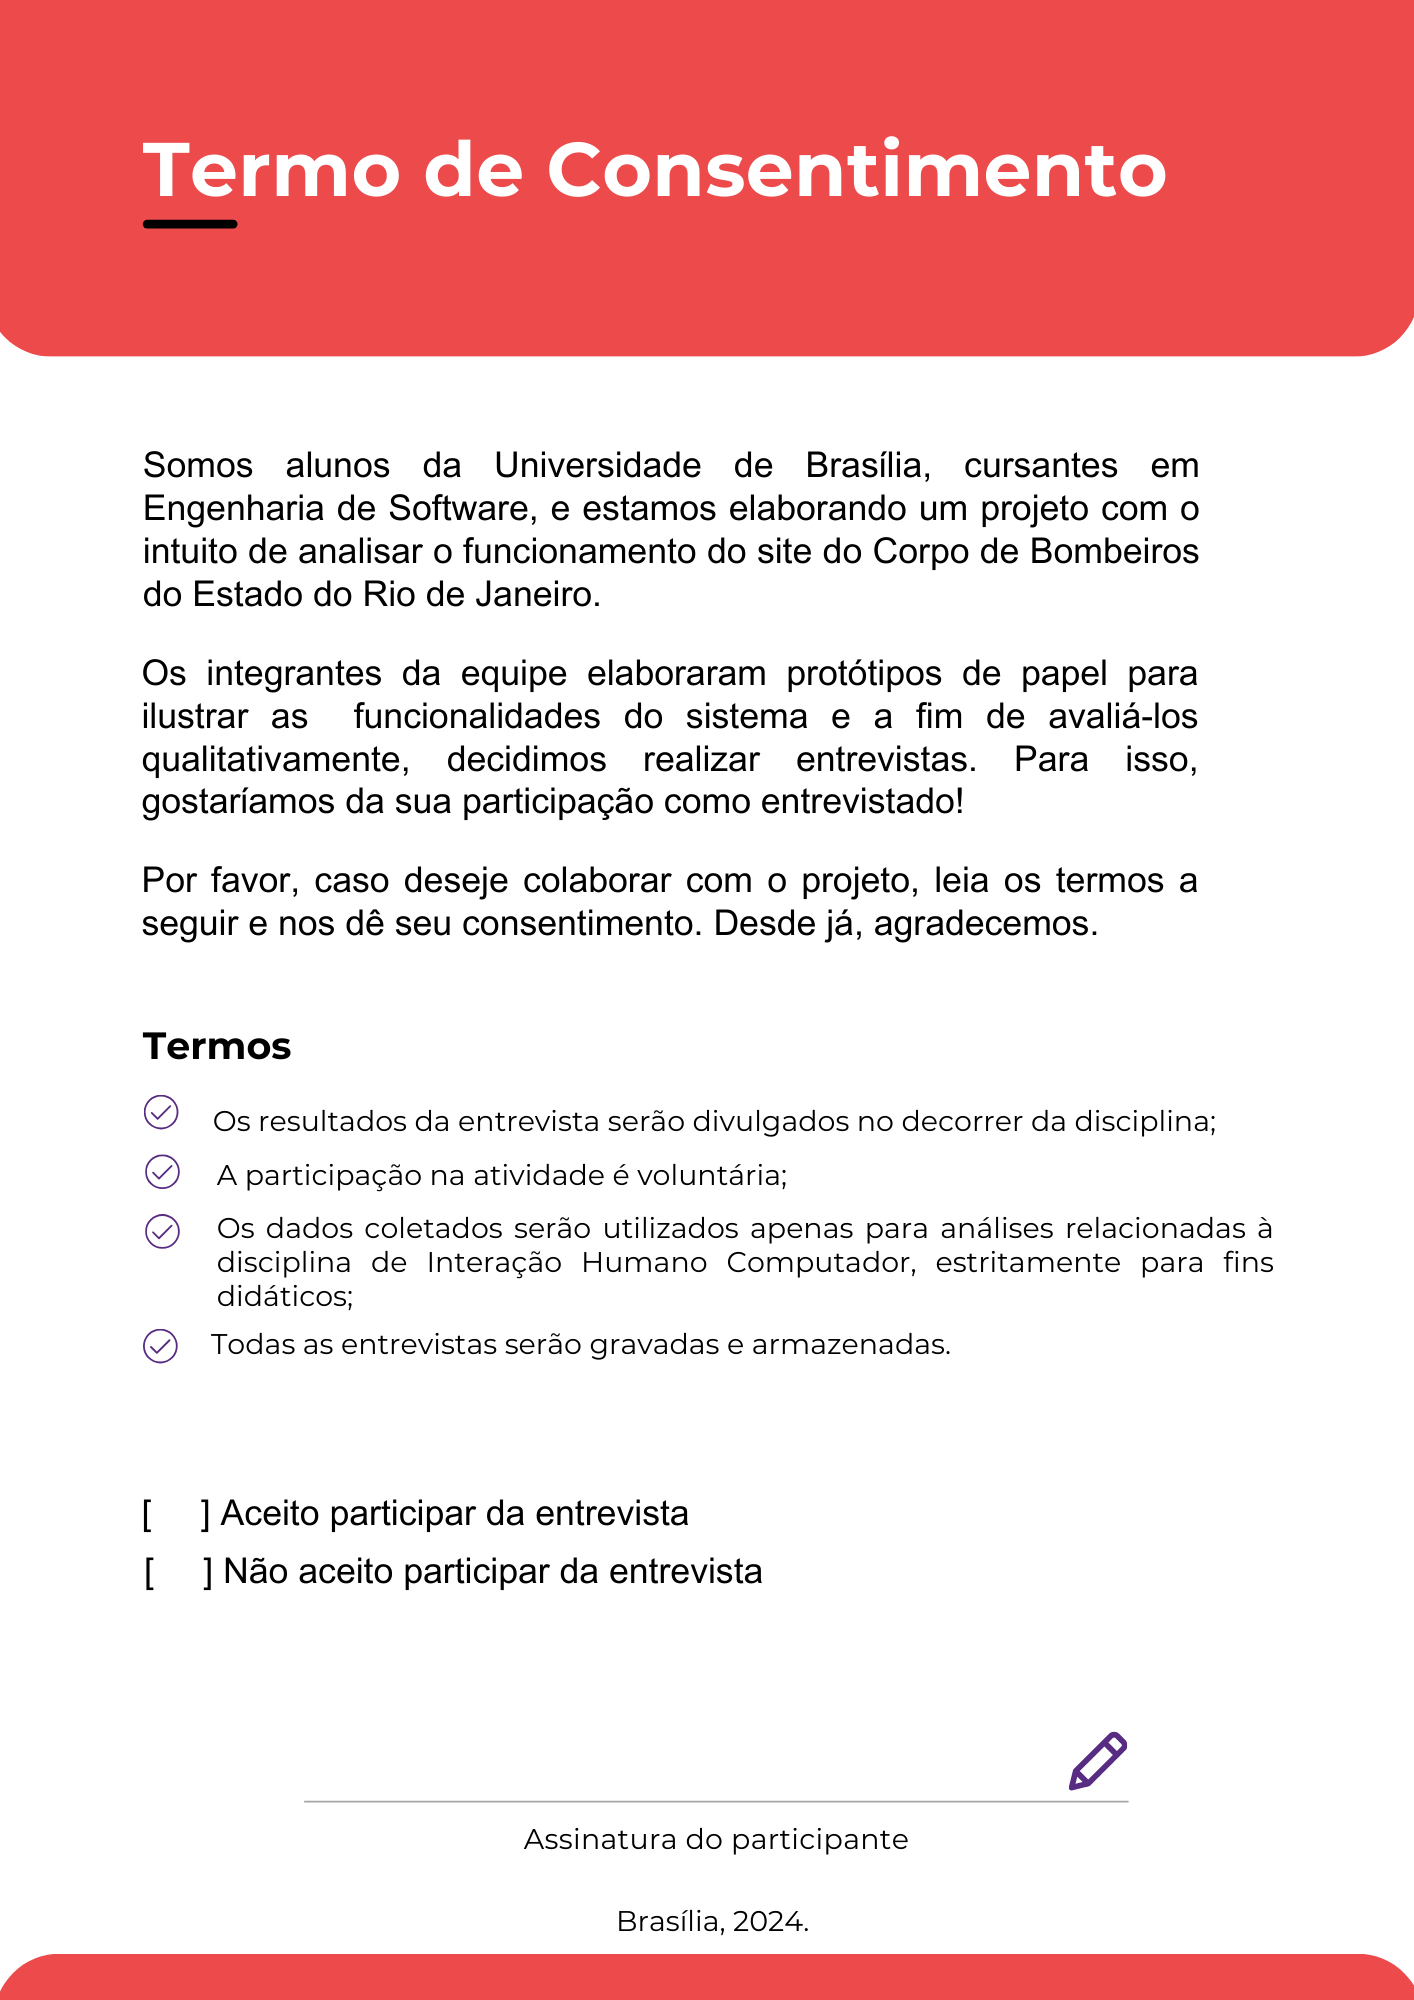 Termo de Consentimento
Somos alunos da Universidade de Brasília, cursantes em
Engenharia de Software, e estamos elaborando um projeto com o
intuito de analisar o funcionamento do site do Corpo de Bombeiros
do Estado do Rio de Janeiro.
Os integrantes da equipe elaboraram protótipos de papel para
ilustrar as funcionalidades do sistema e a fim de avaliá-los
qualitativamente, decidimos realizar entrevistas. Para isso,
gostaríamos da sua participação como entrevistado!
Por favor, caso deseje colaborar com o projeto, leia os termos a
seguir e nos dê seu consentimento. Desde já, agradecemos.
Termos
Os resultados da entrevista serão divulgados no decorrer da disciplina;
A participação na atividade é voluntária;
Os dados coletados serão utilizados apenas para análises relacionadas à
disciplina de Interação Humano Computador, estritamente para fins
didáticos;
Todas as entrevistas serão gravadas e armazenadas.
[ ] Aceito participar da entrevista
[ ] Não aceito participar da entrevista
Assinatura do participante
Brasília, 2024.